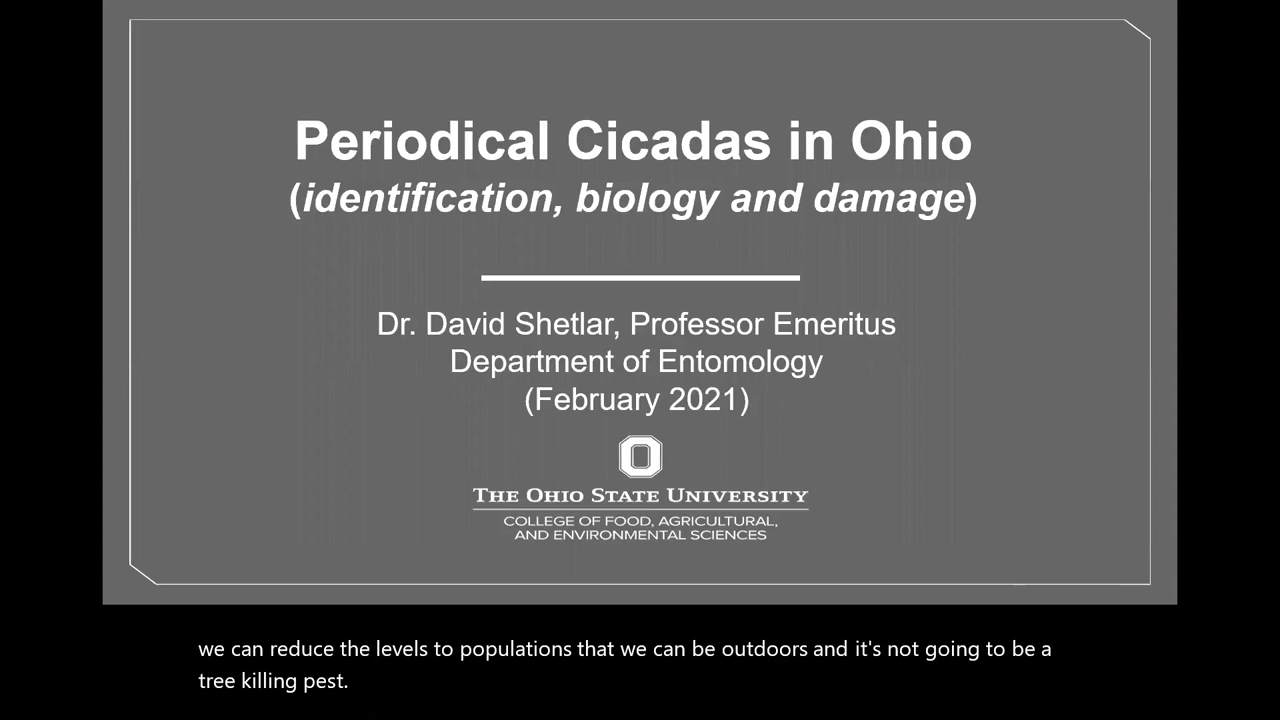 Periodical Cicadas in Ohio
(identification, biology and damage)
Dr. David Shetlar, Professor Emeritus
Department of Entomology
(February 2021)
THE OHIO STATE UNIVERSITY
COLLEGE OF FOOD, AGRICULTURAL,
AND ENVIRONMENTAL SCIENCES
we can reduce the levels to populations that we can be outdoors and it's not going to be a
tree killing pest.